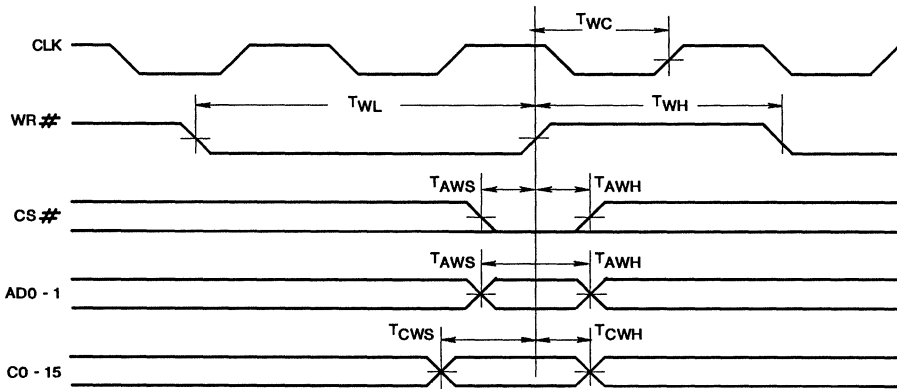 T_WC
CLK
T_WL T_WH
WR#
T_AWS T_AWH
CS#
T_AWS T_AWH
AD0 - 1
T_CWS T_CWH
C0 - 15